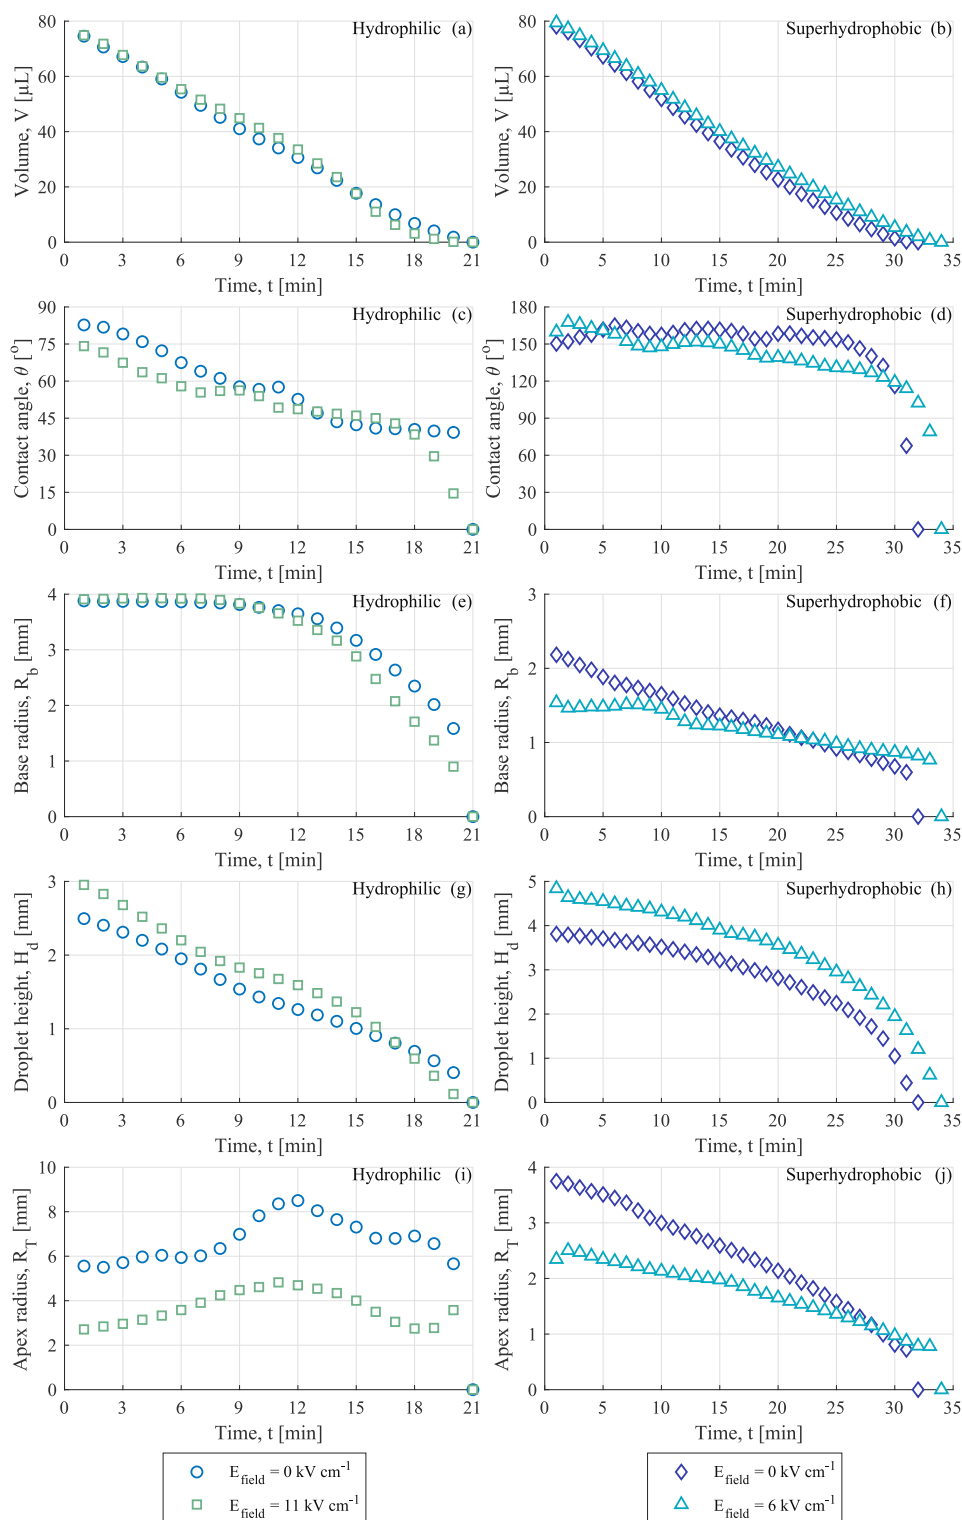 Hydrophilic (a)
80
60
40
20
0
Volume, V [µL]
0 3 6 9 12 15 18 21
Time, t [min]
Superhydrophobic (b)
80
60
40
20
0
Volume, V [µL]
0 5 10 15 20 25 30 35
Time, t [min]
Hydrophilic (c)
90
75
60
45
30
15
0
Contact angle, θ [°]
0 3 6 9 12 15 18 21
Time, t [min]
Superhydrophobic (d)
180
150
120
90
60
30
0
Contact angle, θ [°]
0 5 10 15 20 25 30 35
Time, t [min]
Hydrophilic (e)
4
3
2
1
0
Base radius, R_b [mm]
0 3 6 9 12 15 18 21
Time, t [min]
Superhydrophobic (f)
3
2
1
0
Base radius, R_b [mm]
0 5 10 15 20 25 30 35
Time, t [min]
Hydrophilic (g)
3
2
1
0
Droplet height, H_d [mm]
0 3 6 9 12 15 18 21
Time, t [min]
Superhydrophobic (h)
5
4
3
2
1
0
Droplet height, H_d [mm]
0 5 10 15 20 25 30 35
Time, t [min]
Hydrophilic (i)
10
8
6
4
2
0
Apex radius, R_T [mm]
0 3 6 9 12 15 18 21
Time, t [min]
Superhydrophobic (j)
4
3
2
1
0
Apex radius, R_T [mm]
0 5 10 15 20 25 30 35
Time, t [min]
E_field = 0 kV cm⁻¹
E_field = 11 kV cm⁻¹
E_field = 0 kV cm⁻¹
E_field = 6 kV cm⁻¹